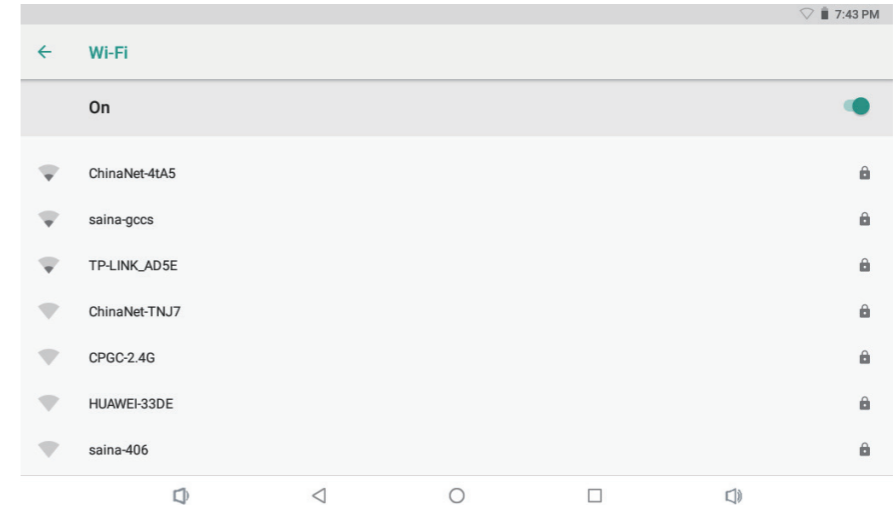 7:43 PM
Wi-Fi
On
ChinaNet-4tA5
saina-gccs
TP-LINK_AD5E
ChinaNet-TNJ7
CPGC-2.4G
HUAWEI-33DE
saina-406